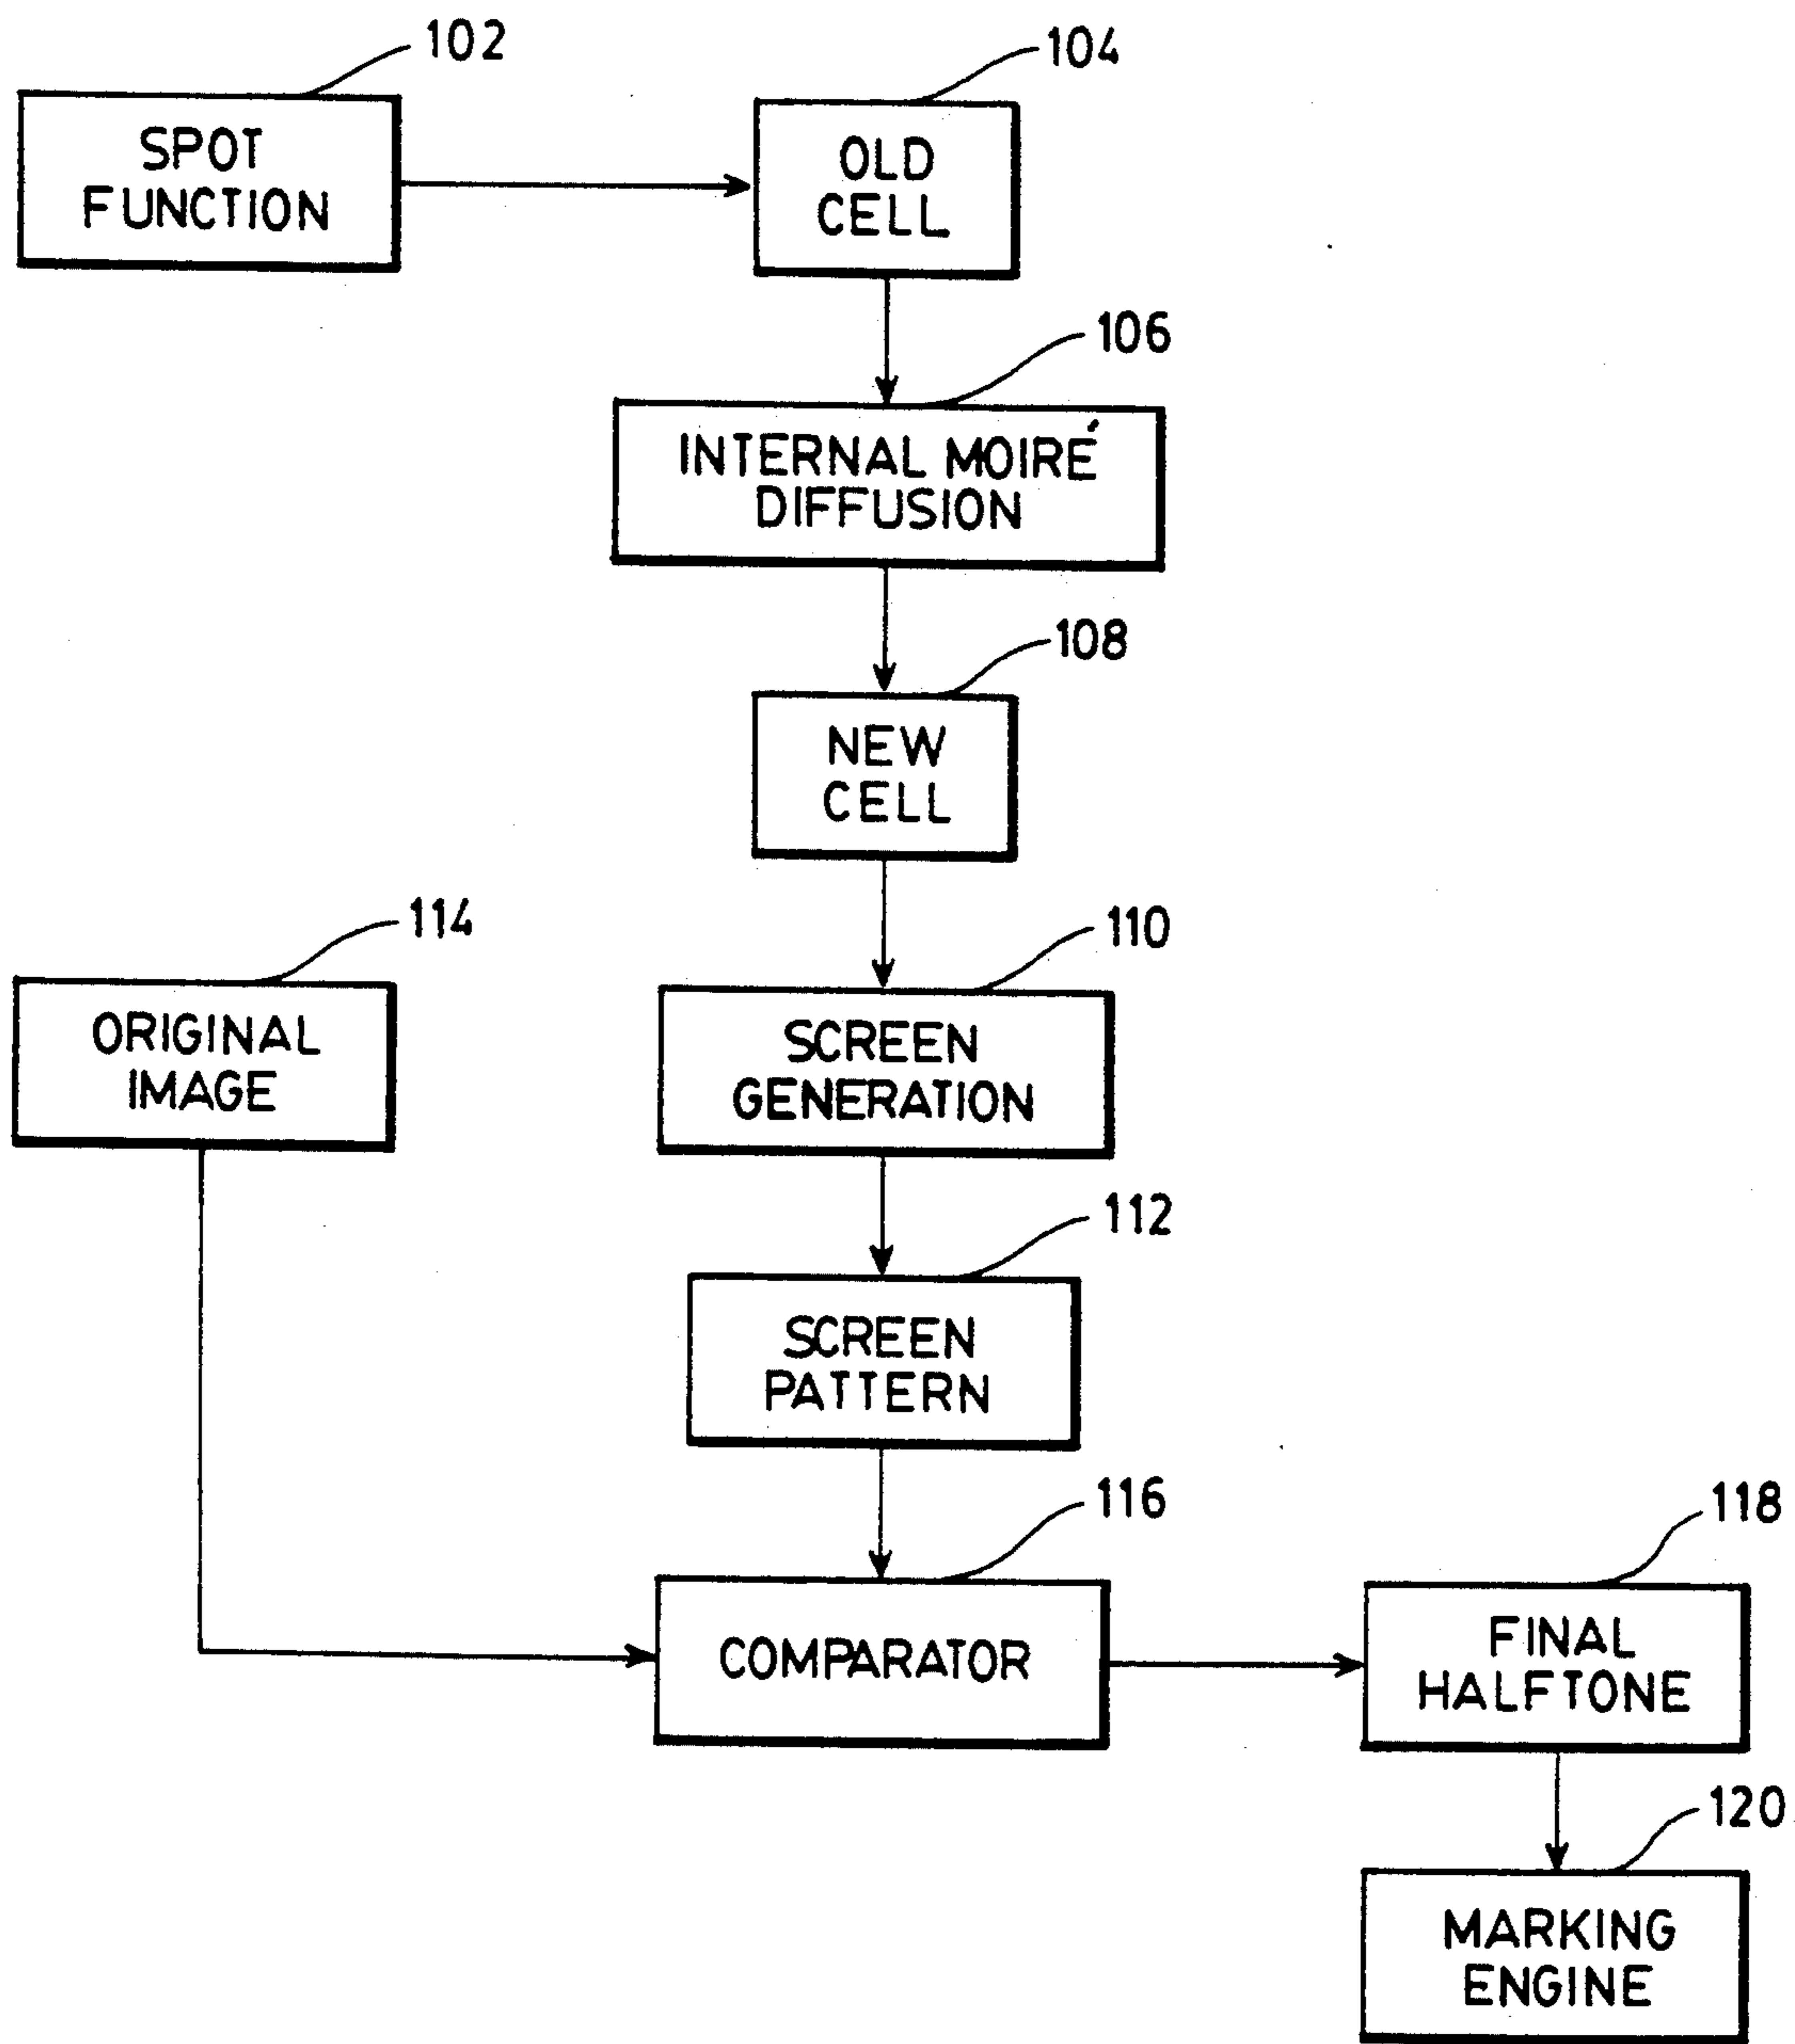 102
SPOT
FUNCTION
104
OLD
CELL
106
INTERNAL MOIRÉ
DIFFUSION
108
NEW
CELL
110
SCREEN
GENERATION
114
ORIGINAL
IMAGE
112
SCREEN
PATTERN
116
COMPARATOR
118
FINAL
HALFTONE
120
MARKING
ENGINE